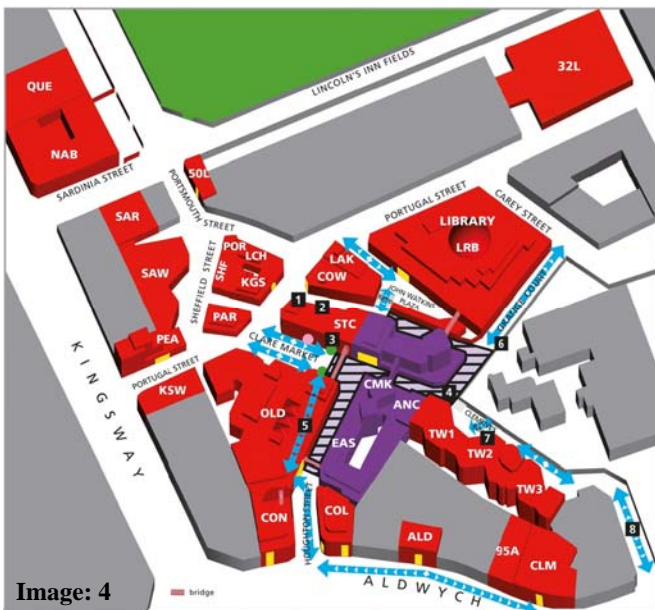 QUE
NAB
SARDINIA STREET
LINCOLN'S INN FIELDS
32L
50L
PORTSMOUTH STREET
PORTUGAL STREET
CAREY STREET
LIBRARY
LRB
SAR
SAW
SHEFFIELD STREET
POR
LCH
SHF
KGS
LAK
COW
JOHN WATKINS
PLAZA
PAR
1
2
STC
PEA
3
CLARE MARKET
6
PORTUGAL STREET
KSW
KINGSWAY
OLD
CMK
4
ANC
5
EAS
TW1
7
TW2
TW3
CON
HOUGHTON STREET
COL
ALD
95A
CLM
8
ALDWYCH
Image: 4
bridge